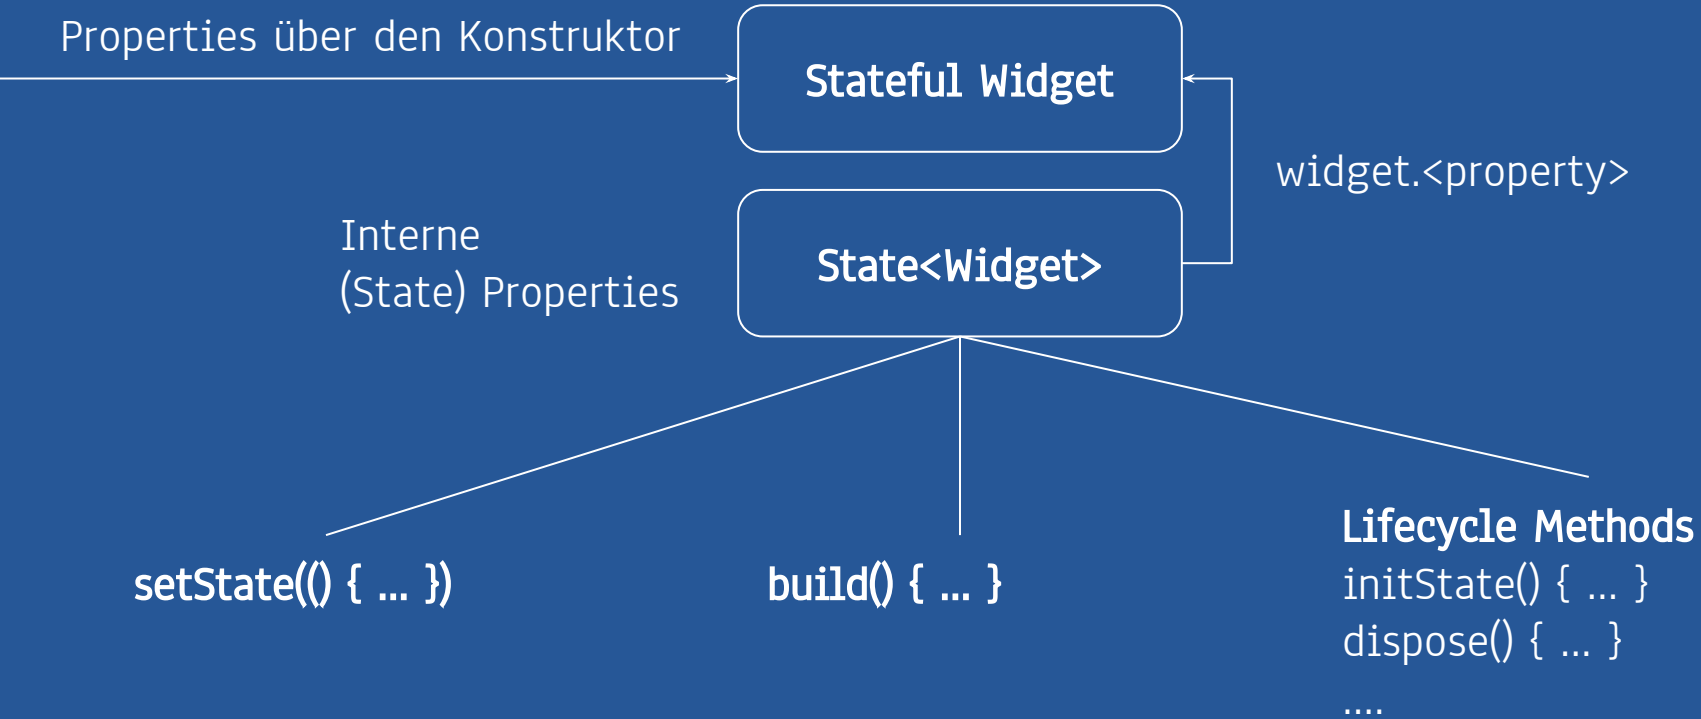 Properties über den Konstruktor
Stateful Widget
widget.<property>
Interne
(State) Properties
State<Widget>
setState(() { ... })
build() { ... }
Lifecycle Methods
initState() { ... }
dispose() { ... }
....